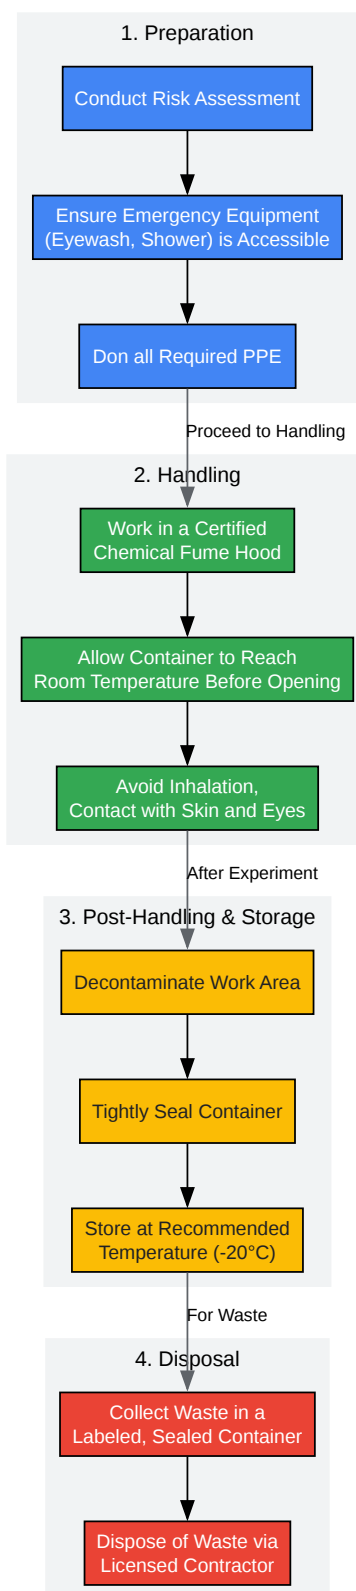 1. Preparation
Conduct Risk Assessment
Ensure Emergency Equipment
(Eyewash, Shower) is Accessible
Don all Required PPE
Proceed to Handling
2. Handling
Work in a Certified
Chemical Fume Hood
Allow Container to Reach
Room Temperature Before Opening
Avoid Inhalation,
Contact with Skin and Eyes
After Experiment
3. Post-Handling & Storage
Decontaminate Work Area
Tightly Seal Container
Store at Recommended
Temperature (-20°C)
For Waste
4. Disposal
Collect Waste in a
Labeled, Sealed Container
Dispose of Waste via
Licensed Contractor